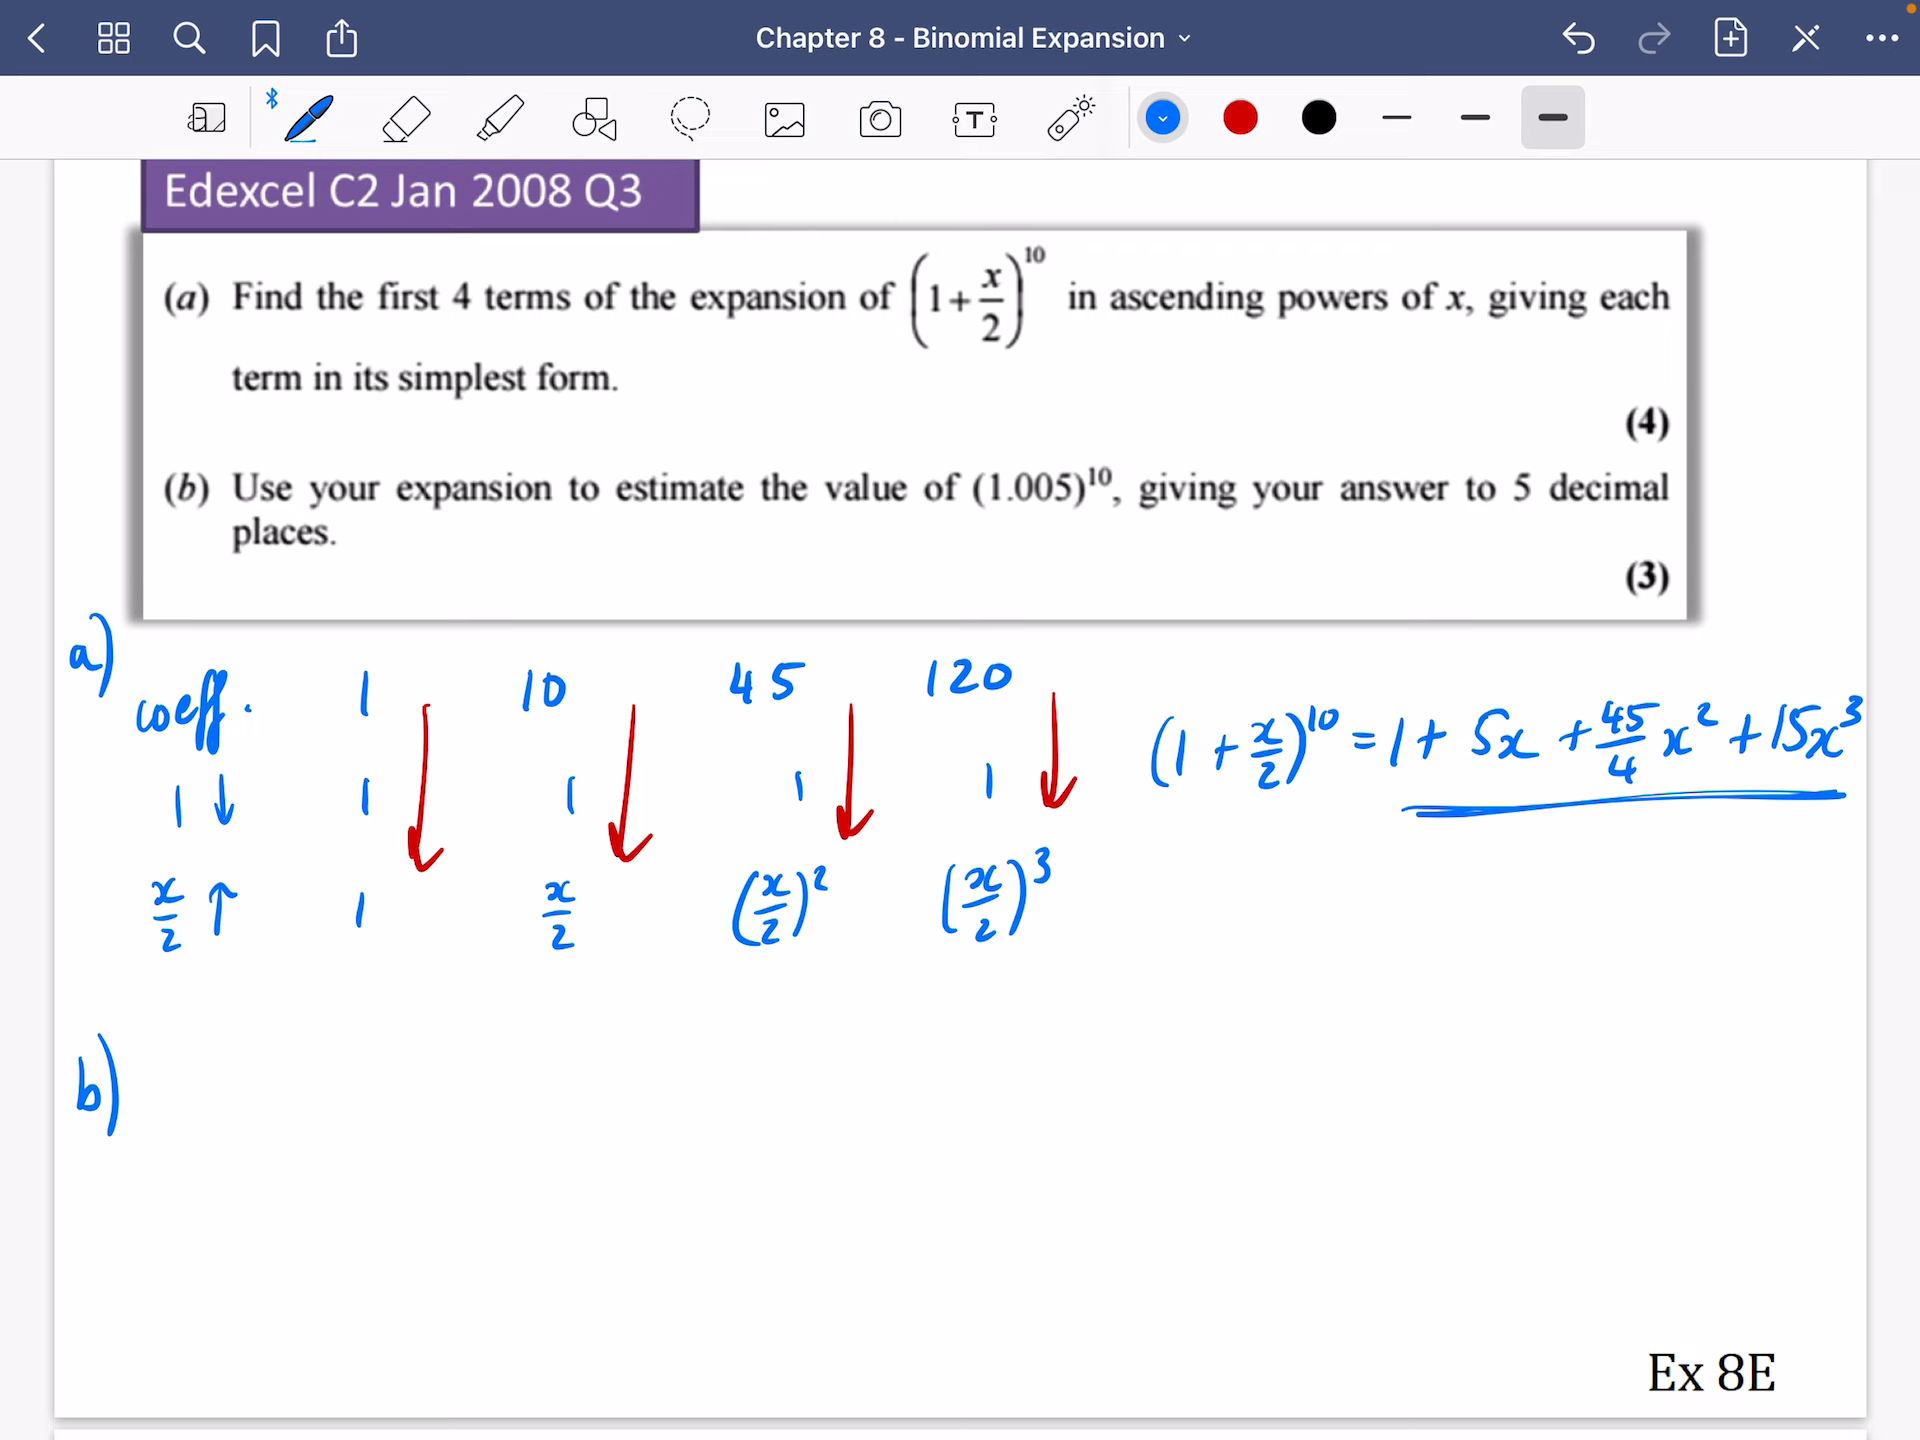 Chapter 8 - Binomial Expansion
Edexcel C2 Jan 2008 Q3
(a) Find the first 4 terms of the expansion of (1 + x/2)^10 in ascending powers of x, giving each
term in its simplest form.
(4)
(b) Use your expansion to estimate the value of (1.005)^10, giving your answer to 5 decimal
places.
(3)
a)
coeff. 1 10 45 120
1 ↓ 1 1 1 1
x/2 ↑ 1 x/2 (x/2)^2 (x/2)^3
(1 + x/2)^10 = 1 + 5x + 45/4 x^2 + 15x^3
b)
Ex 8E